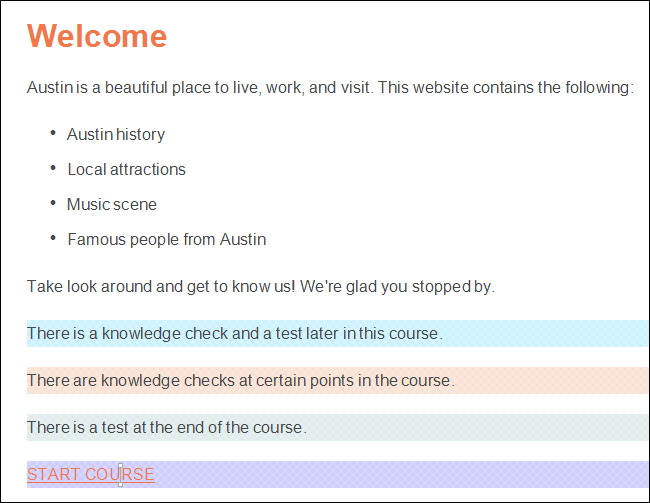 Welcome
Austin is a beautiful place to live, work, and visit. This website contains the following:
• Austin history
• Local attractions
• Music scene
• Famous people from Austin
Take look around and get to know us! We're glad you stopped by.
There is a knowledge check and a test later in this course.
There are knowledge checks at certain points in the course.
There is a test at the end of the course.
START COURSE